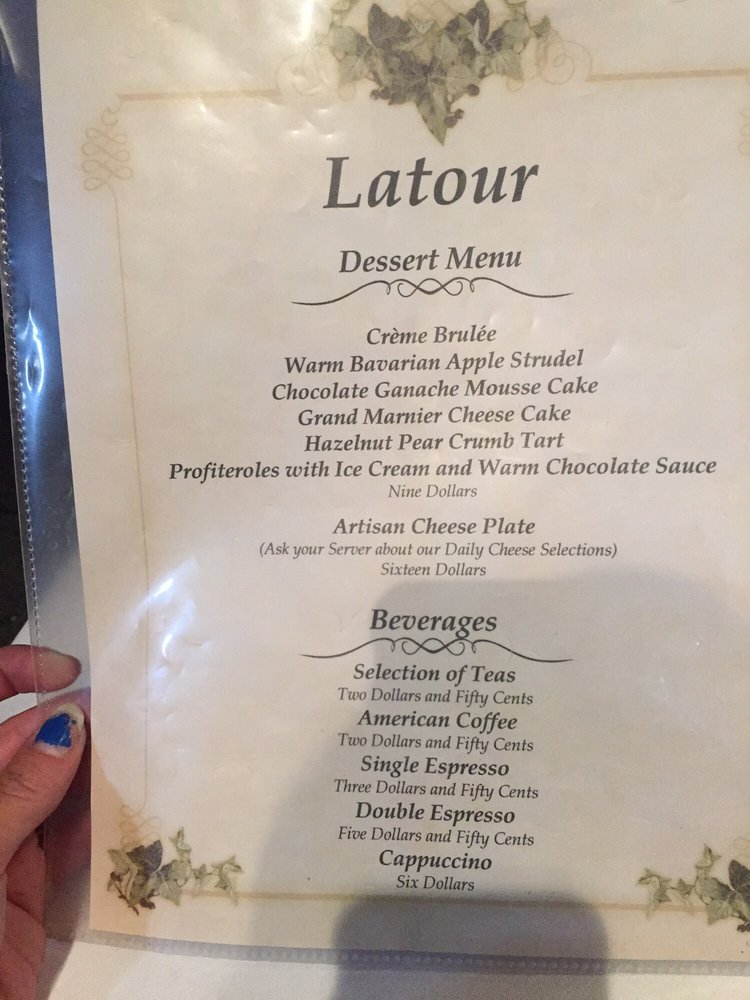 Latour
Dessert Menu
Crème Brulée
Warm Bavarian Apple Strudel
Chocolate Ganache Mousse Cake
Grand Marnier Cheese Cake
Hazelnut Pear Crumb Tart
Profiteroles with Ice Cream and Warm Chocolate Sauce
Nine Dollars
Artisan Cheese Plate
(Ask your Server about our Daily Cheese Selections)
Sixteen Dollars
Beverages
Selection of Teas
Two Dollars and Fifty Cents
American Coffee
Two Dollars and Fifty Cents
Single Espresso
Three Dollars and Fifty Cents
Double Espresso
Five Dollars and Fifty Cents
Cappuccino
Six Dollars